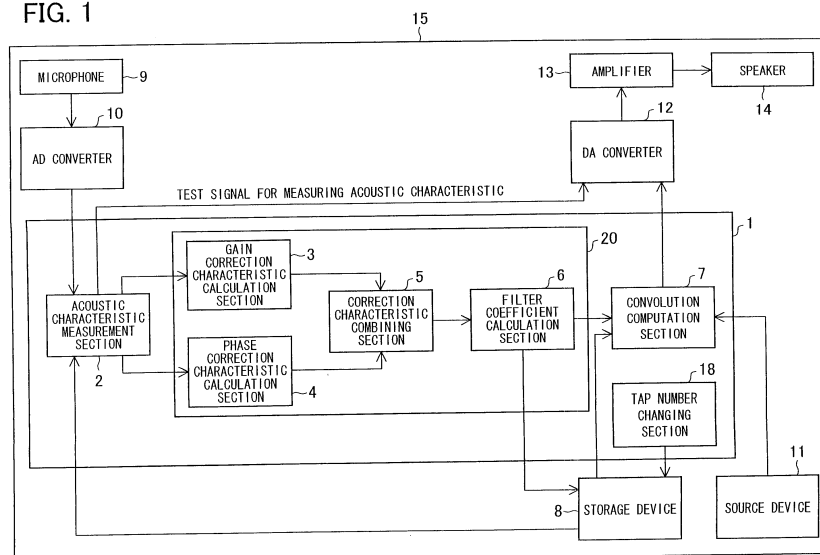 FIG. 1
15
MICROPHONE
9
10
AD CONVERTER
13
AMPLIFIER
SPEAKER
14
12
DA CONVERTER
TEST SIGNAL FOR MEASURING ACOUSTIC CHARACTERISTIC
1
20
GAIN
CORRECTION
CHARACTERISTIC
CALCULATION
SECTION
3
ACOUSTIC
CHARACTERISTIC
MEASUREMENT
SECTION
2
PHASE
CORRECTION
CHARACTERISTIC
CALCULATION
SECTION
4
5
CORRECTION
CHARACTERISTIC
COMBINING
SECTION
6
FILTER
COEFFICIENT
CALCULATION
SECTION
7
CONVOLUTION
COMPUTATION
SECTION
18
TAP NUMBER
CHANGING
SECTION
8
STORAGE DEVICE
11
SOURCE DEVICE